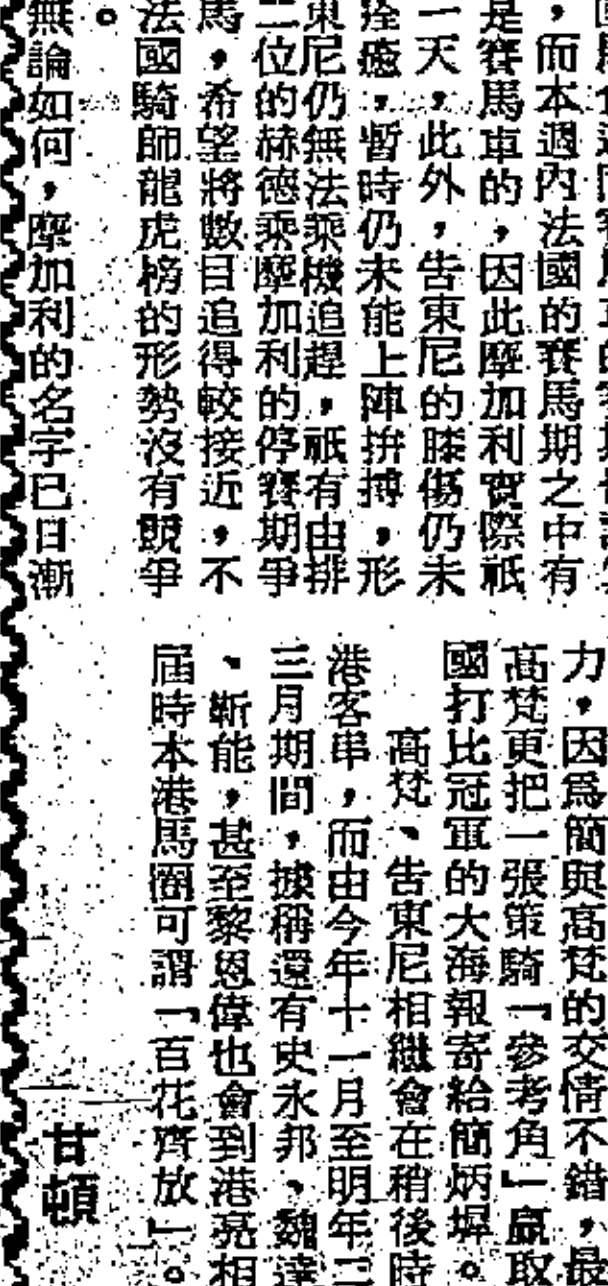 ，而本週內法國的賽馬期之中有
是賽馬車的，因此摩加利實際祇
一天，此外，告東尼的膝傷仍未
痊癒，暫時仍未能上陣拚搏，形
東尼仍無法乘機追趕，祇有由排
二位的赫德乘摩加利的停賽期爭
馬，希望將數目追得較接近，不
法國騎師龍虎榜的形勢沒有競爭
。
無論如何，摩加利的名字已日漸
力，因爲簡與高梵的交情不錯，最
高梵更把一張策騎「參考角」贏取
國打比冠軍的大海報寄給簡炳墀。
高梵、告東尼相繼會在稍後時
港客串，而由今年十一月至明年二
三月期間，據稱還有史永邦、魏達
、靳能，甚至黎恩偉也會到港亮相
屆時本港馬圈可謂「百花齊放」。
甘頓